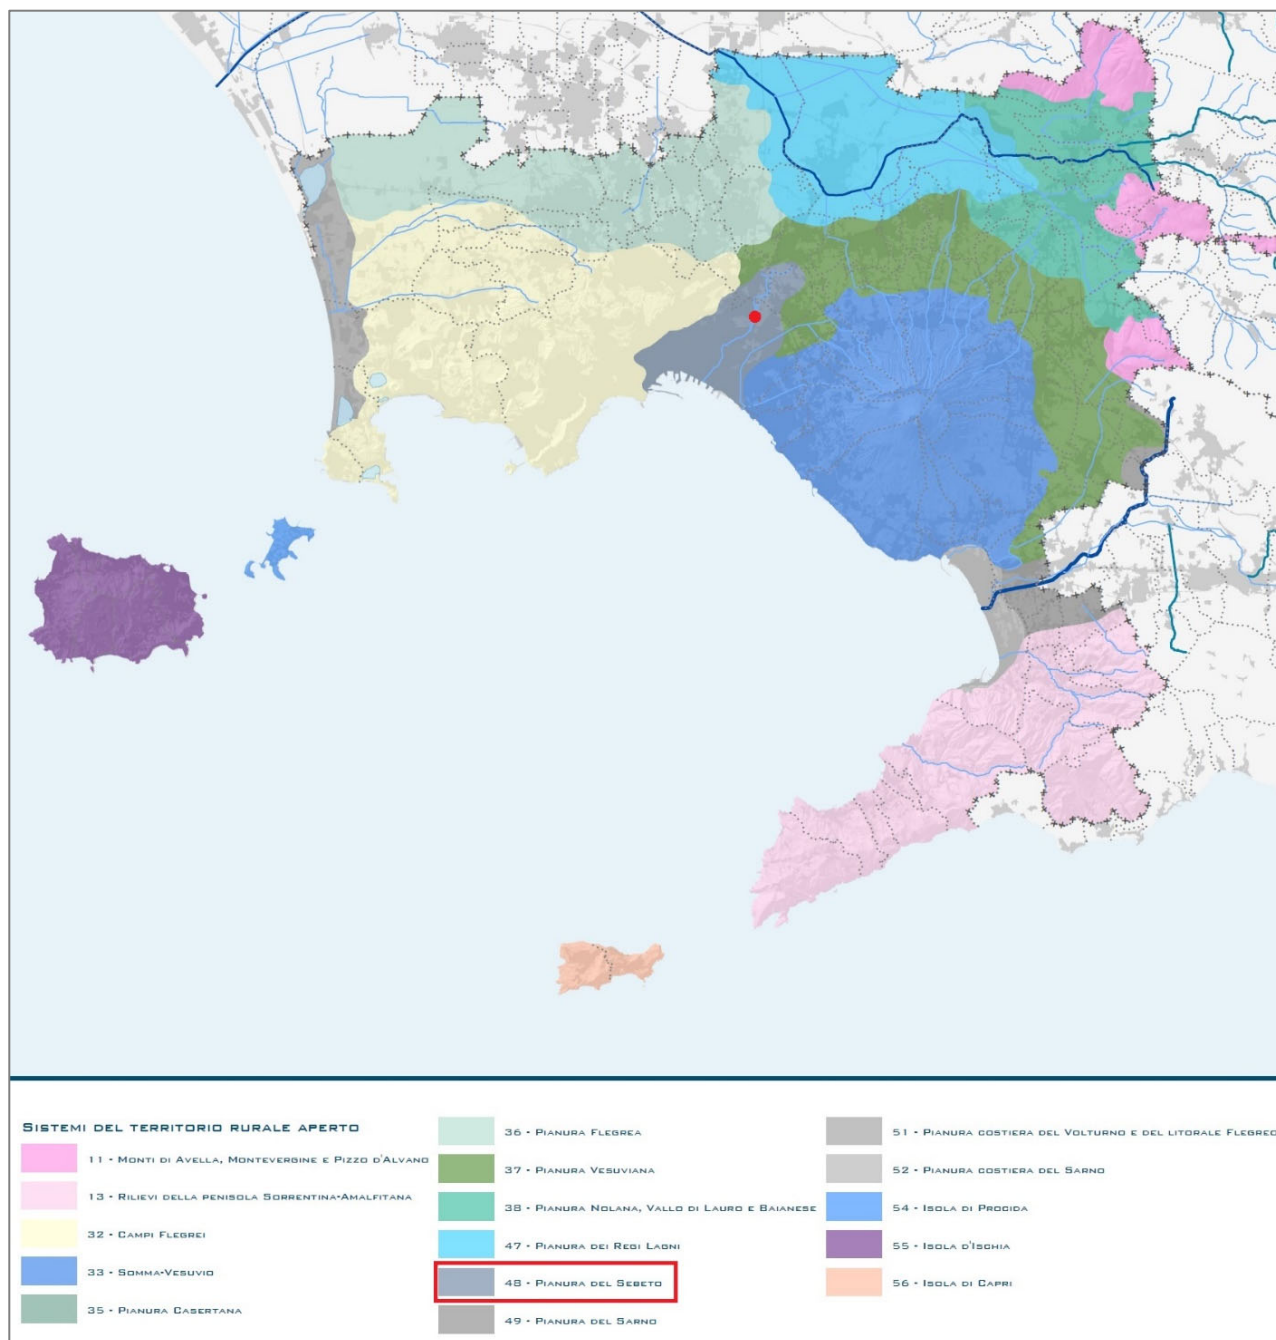 SISTEMI DEL TERRITORIO RURALE APERTO
11 - MONTI DI AVELLA, MONTEVERGINE E PIZZO D'ALVANO
13 - RILIEVI DELLA PENISOLA SORRENTINA-AMALFITANA
32 - CAMPI FLEGREI
33 - SOMMA-VESUVIO
35 - PIANURA CASERTANA
36 - PIANURA FLEGREA
37 - PIANURA VESUVIANA
38 - PIANURA NOLANA, VALLO DI LAURO E BAIANESE
47 - PIANURA DEI REGI LAGNI
48 - PIANURA DEL SEBETO
49 - PIANURA DEL SARNO
51 - PIANURA COSTIERA DEL VOLTURNO E DEL LITORALE FLEGREO
52 - PIANURA COSTIERA DEL SARNO
54 - ISOLA DI PROCIDA
55 - ISOLA D'ISCHIA
56 - ISOLA DI CAPRI